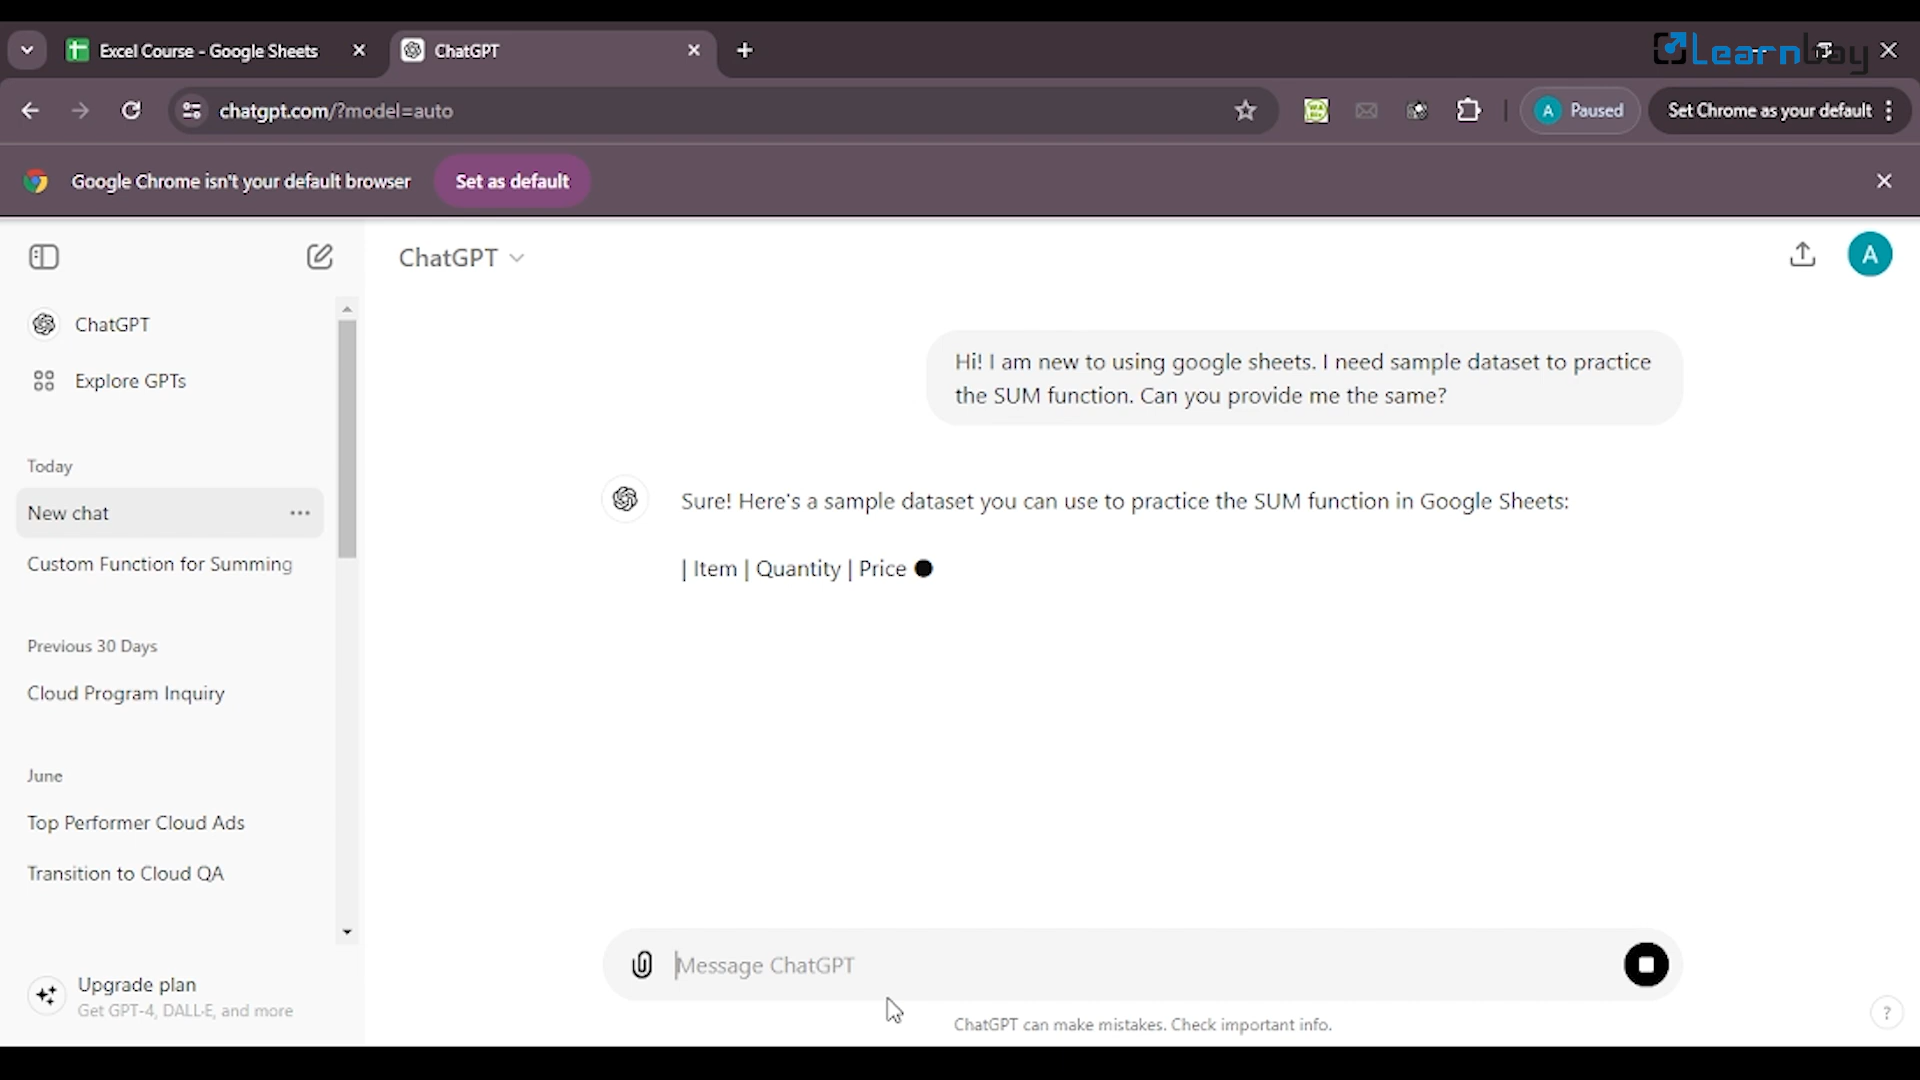 Excel Course - Google Sheets
ChatGPT
Learnbay
chatgpt.com/?model=auto
A Paused
Set Chrome as your default
Google Chrome isn't your default browser
Set as default
ChatGPT
A
ChatGPT
Explore GPTs
Hi! I am new to using google sheets. I need sample dataset to practice
the SUM function. Can you provide me the same?
Today
New chat
Custom Function for Summing
Sure! Here's a sample dataset you can use to practice the SUM function in Google Sheets:
| Item | Quantity | Price
Previous 30 Days
Cloud Program Inquiry
June
Top Performer Cloud Ads
Transition to Cloud QA
Message ChatGPT
Upgrade plan
Get GPT-4, DALL·E, and more
ChatGPT can make mistakes. Check important info.
?